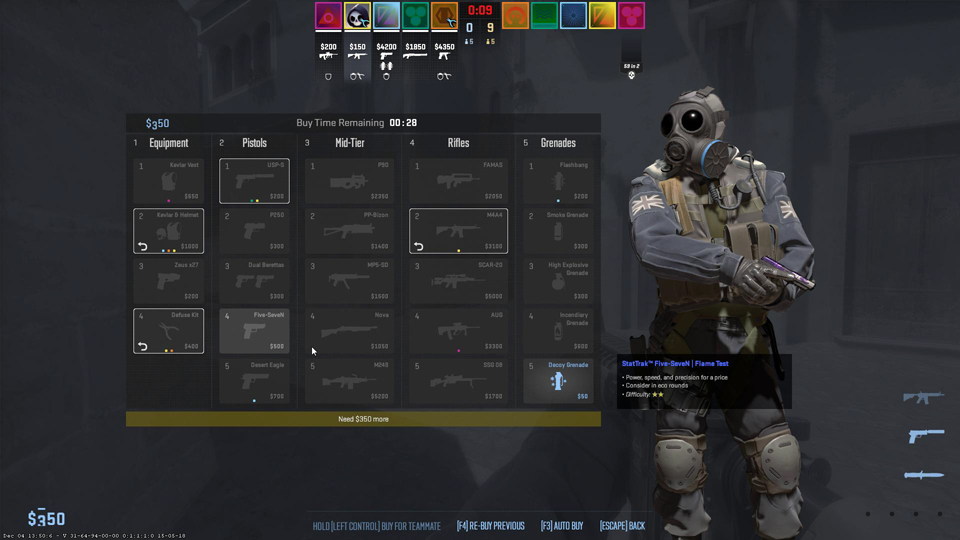 0:09
0 9
5 5
$200 $150 $4200 $1850 $4350
59 in 2
$350 Buy Time Remaining 00:28
1 Equipment 2 Pistols 3 Mid-Tier 4 Rifles 5 Grenades
1 Kevlar Vest $650
2 Kevlar & Helmet $1000
3 Zeus x27 $200
4 Defuse Kit $400
1 USP-S $200
2 P250 $300
3 Dual Berettas $300
4 Five-SeveN $500
5 Desert Eagle $700
1 P90 $2350
2 PP-Bizon $1400
3 MP5-SD $1500
4 Nova $1050
5 M249 $5200
1 FAMAS $2050
2 M4A4 $3100
3 SCAR-20 $5000
4 AUG $3300
5 SSG 08 $1700
1 Flashbang $200
2 Smoke Grenade $300
3 High Explosive Grenade $300
4 Incendiary Grenade $600
5 Decoy Grenade $50
StatTrak™ Five-SeveN | Flame Test
• Power, speed, and precision for a price
• Consider in eco rounds
• Difficulty: ★★
Need $350 more
$350
HOLD [LEFT CONTROL] BUY FOR TEAMMATE [F4] RE-BUY PREVIOUS [F3] AUTO BUY [ESCAPE] BACK